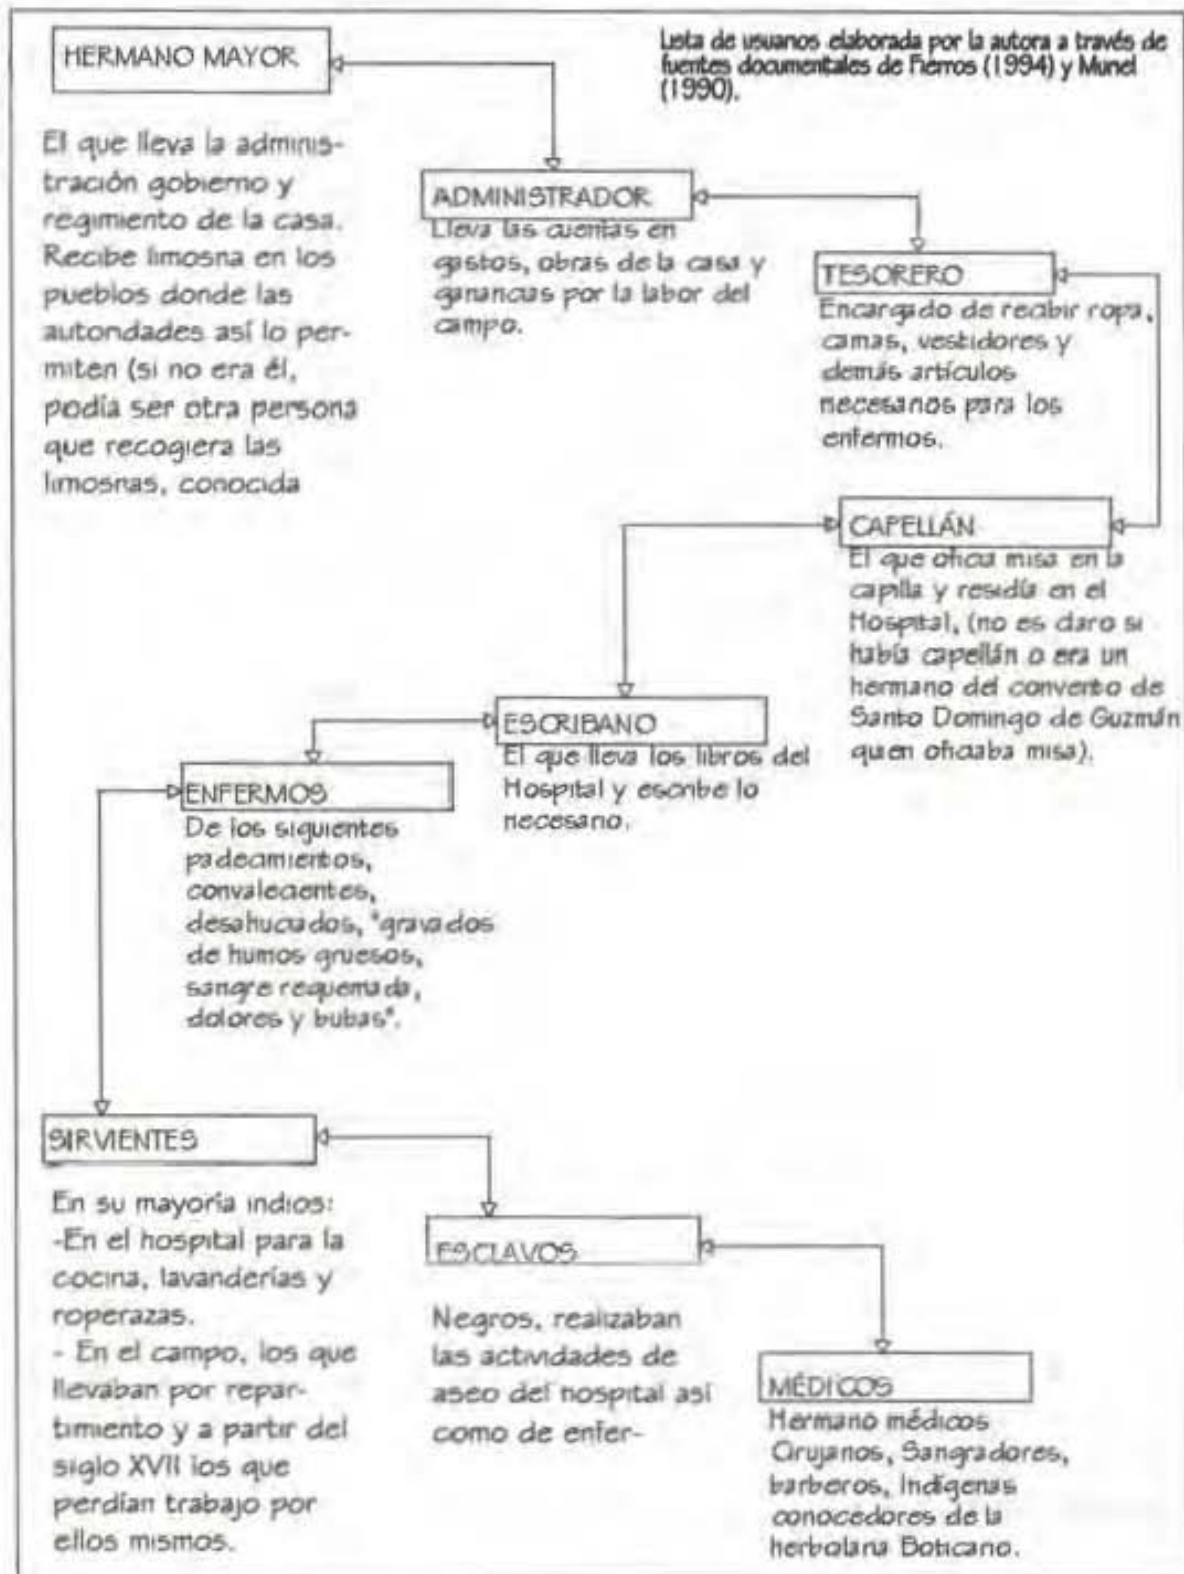 HERMANO MAYOR
Lista de usuarios elaborada por la autora a través de
fuentes documentales de Fierros (1994) y Muriel
(1990).
El que lleva la adminis-
tración gobierno y
regimiento de la casa.
Recibe limosna en los
pueblos donde las
autoridades así lo per-
miten (si no era él,
podía ser otra persona
que recogiera las
limosnas, conocida
ADMINISTRADOR
Lleva las cuentas en
gastos, obras de la casa y
ganancias por la labor del
campo.
TESORERO
Encargado de recibir ropa,
camas, vestidores y
demás artículos
necesarios para los
enfermos.
CAPELLÁN
El que oficia misa en la
capilla y residía en el
Hospital, (no es claro si
había capellán o era un
hermano del convento de
Santo Domingo de Guzmán
quien oficiaba misa).
ESCRIBANO
El que lleva los libros del
Hospital y escribe lo
necesario.
ENFERMOS
De los siguientes
padecimientos,
convalecientes,
desahuciados, "gravados
de humos gruesos,
sangre requemada,
dolores y bubas".
SIRVIENTES
En su mayoría indios:
-En el hospital para la
cocina, lavanderías y
roperazas.
- En el campo, los que
llevaban por repar-
timiento y a partir del
siglo XVII los que
perdían trabajo por
ellos mismos.
ESCLAVOS
Negros, realizaban
las actividades de
aseo del hospital así
como de enfer-
MÉDICOS
Hermano médicos
Cirujanos, Sangradores,
barberos, Indígenas
conocedores de la
herbolaria Boticario.